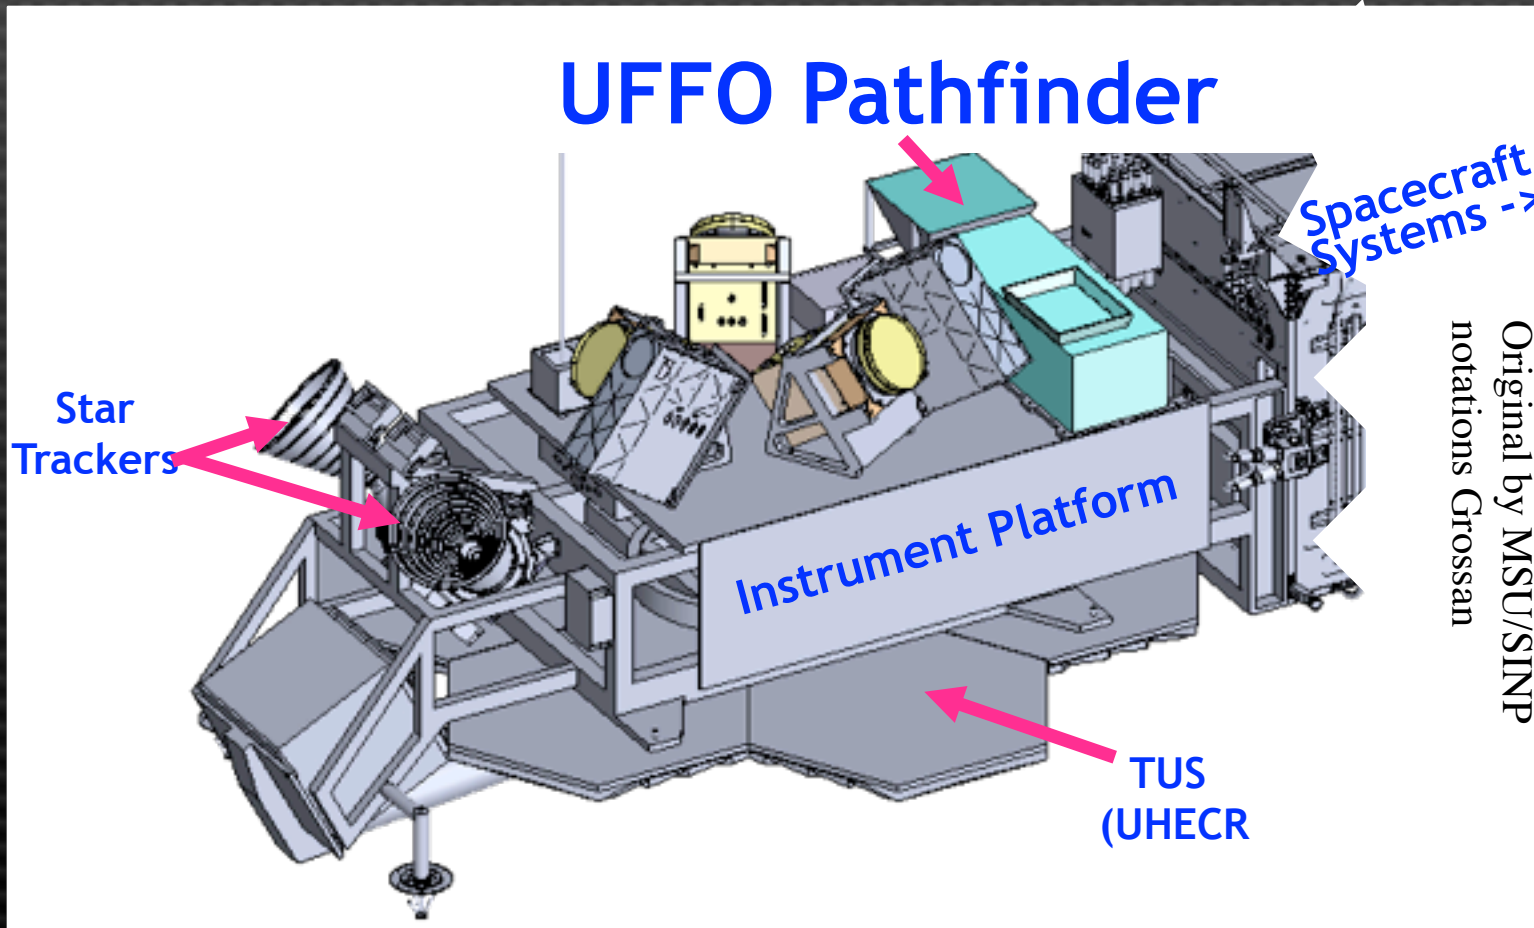 UFFO Pathfinder
Spacecraft
Systems ->
Star
Trackers
Instrument Platform
TUS
(UHECR
Original by MSU/SINP
notations Grossan